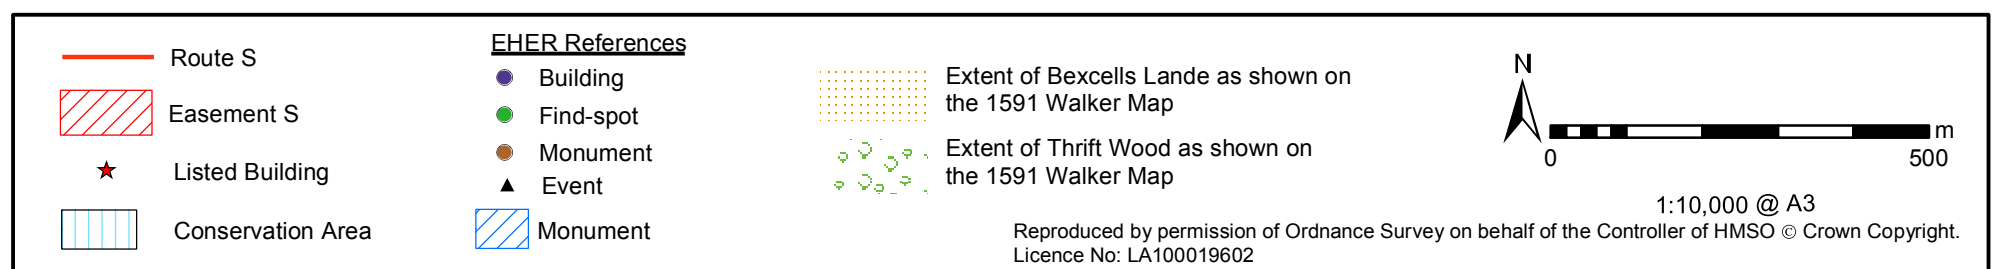 Route S
Easement S
Listed Building
Conservation Area
EHER References
Building
Find-spot
Monument
Event
Monument
Extent of Bexcells Lande as shown on
the 1591 Walker Map
Extent of Thrift Wood as shown on
the 1591 Walker Map
N
m
0 500
1:10,000 @ A3
Reproduced by permission of Ordnance Survey on behalf of the Controller of HMSO © Crown Copyright.
Licence No: LA100019602